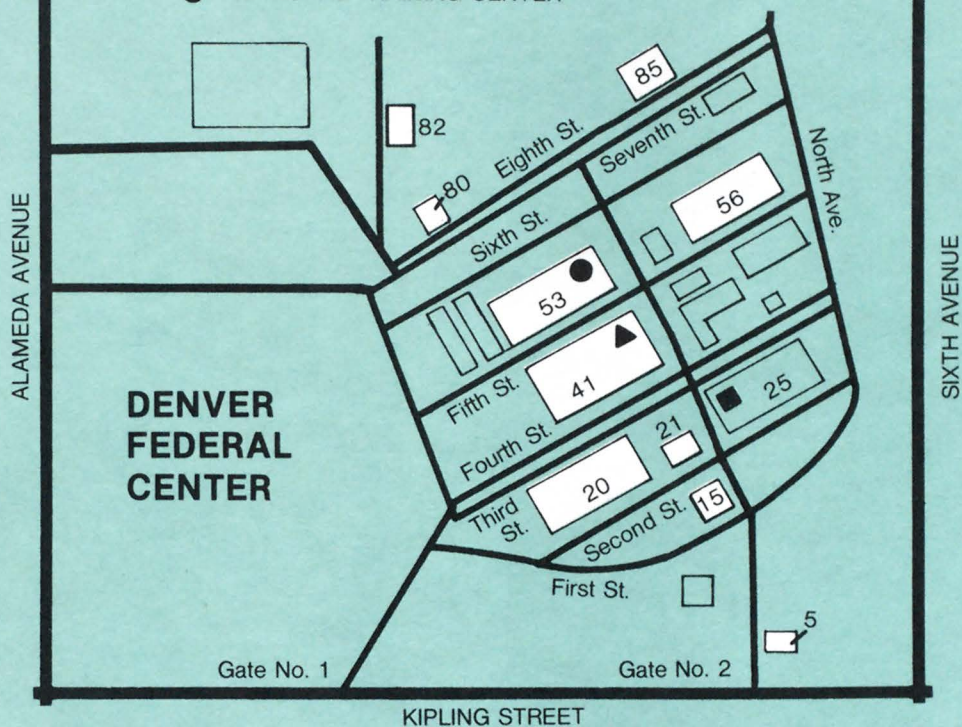 85
82
Eighth St.
Seventh St.
North Ave.
80
56
Sixth St.
ALAMEDA AVENUE
SIXTH AVENUE
53
DENVER
FEDERAL
CENTER
Fifth St.
41
25
Fourth St.
21
20
15
Third
St.
Second St.
First St.
5
Gate No. 1
Gate No. 2
KIPLING STREET